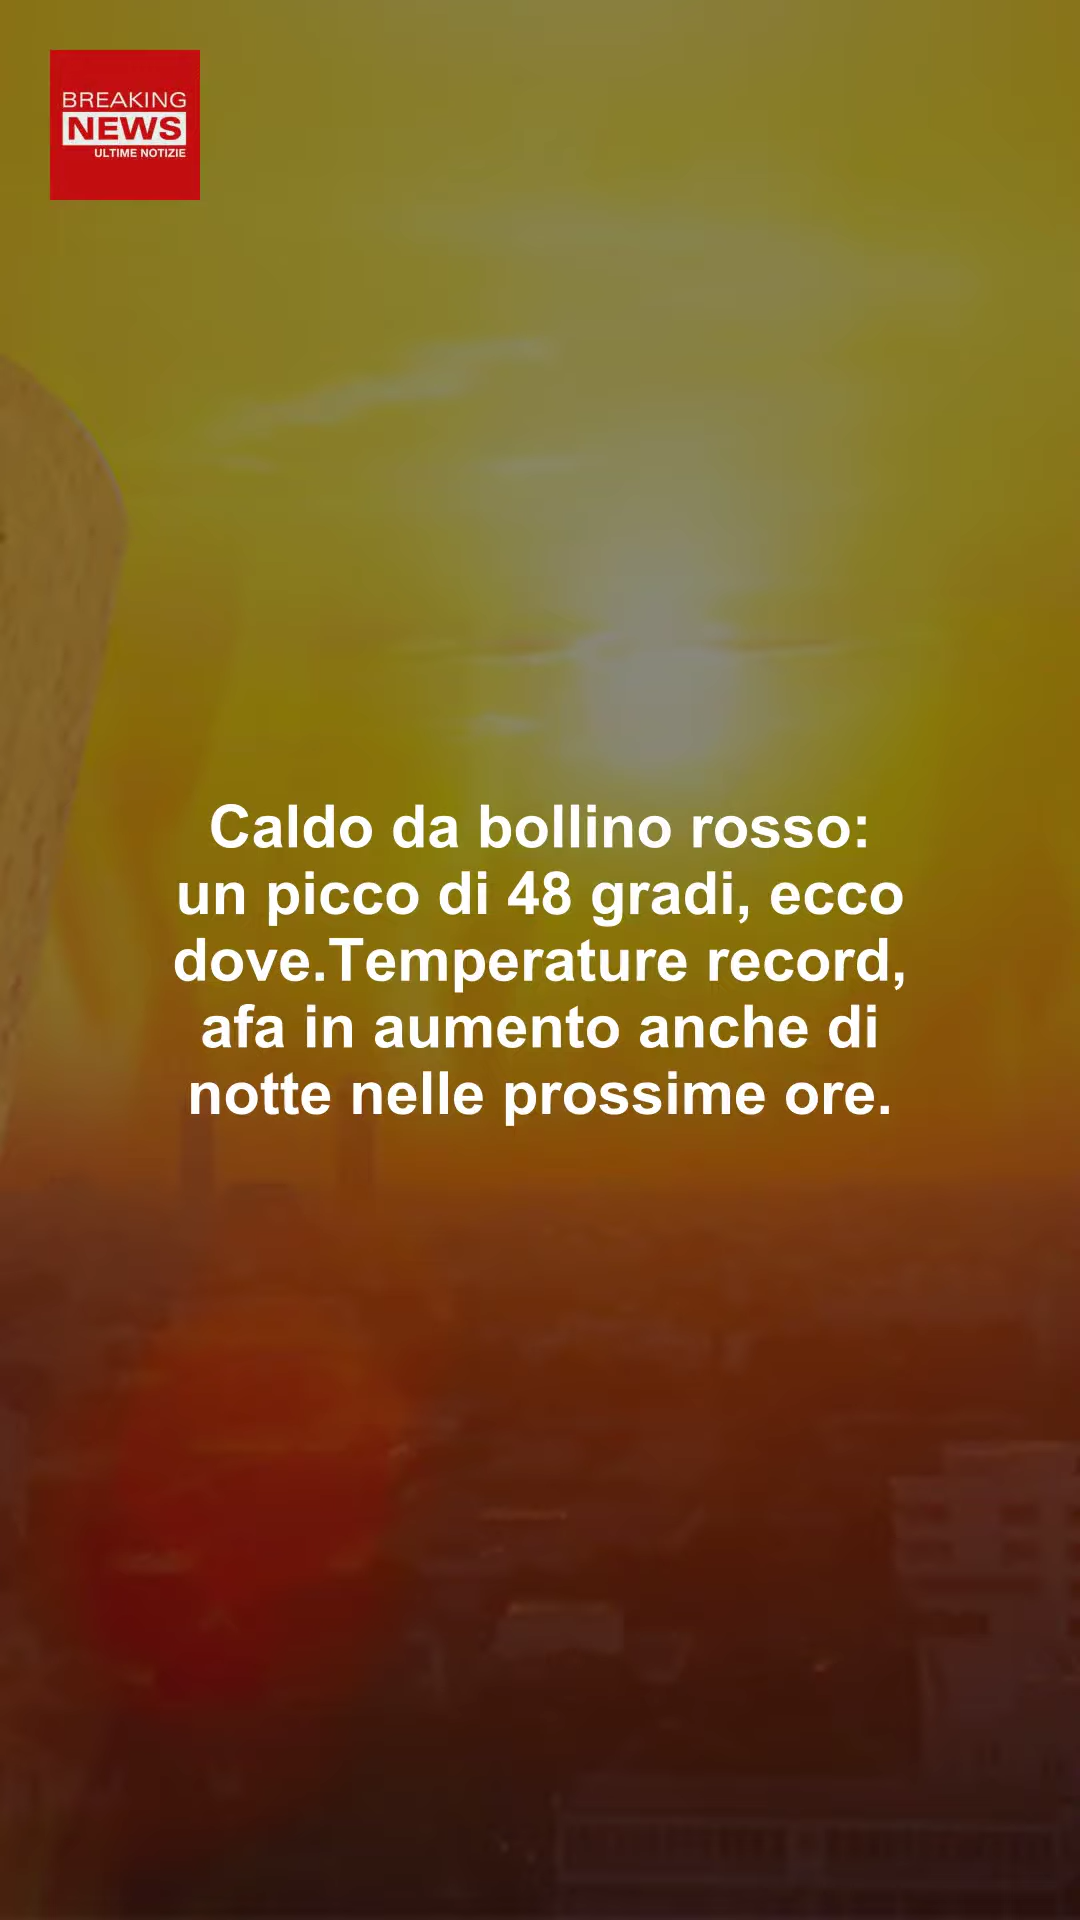 BREAKING
NEWS
ULTIME NOTIZIE
Caldo da bollino rosso:
un picco di 48 gradi, ecco
dove.Temperature record,
afa in aumento anche di
notte nelle prossime ore.